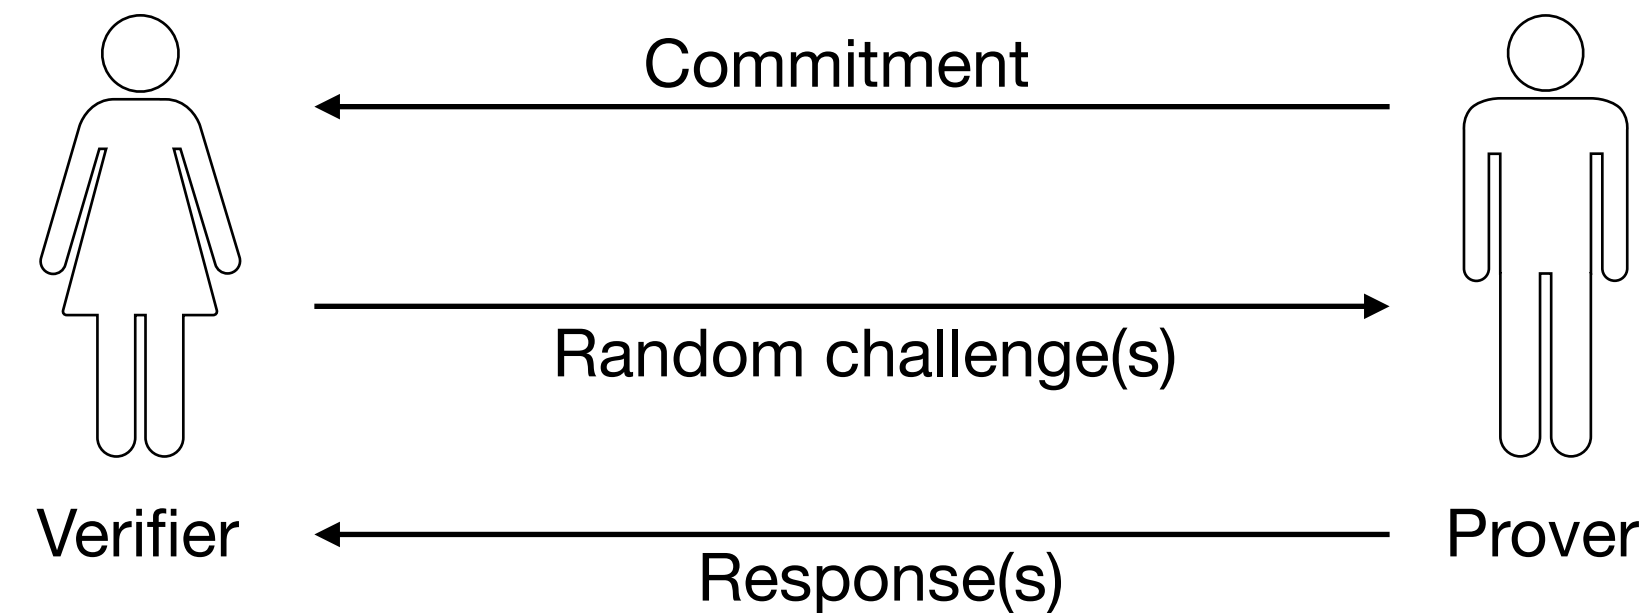 Commitment
Random challenge(s)
Verifier
Prover
Response(s)